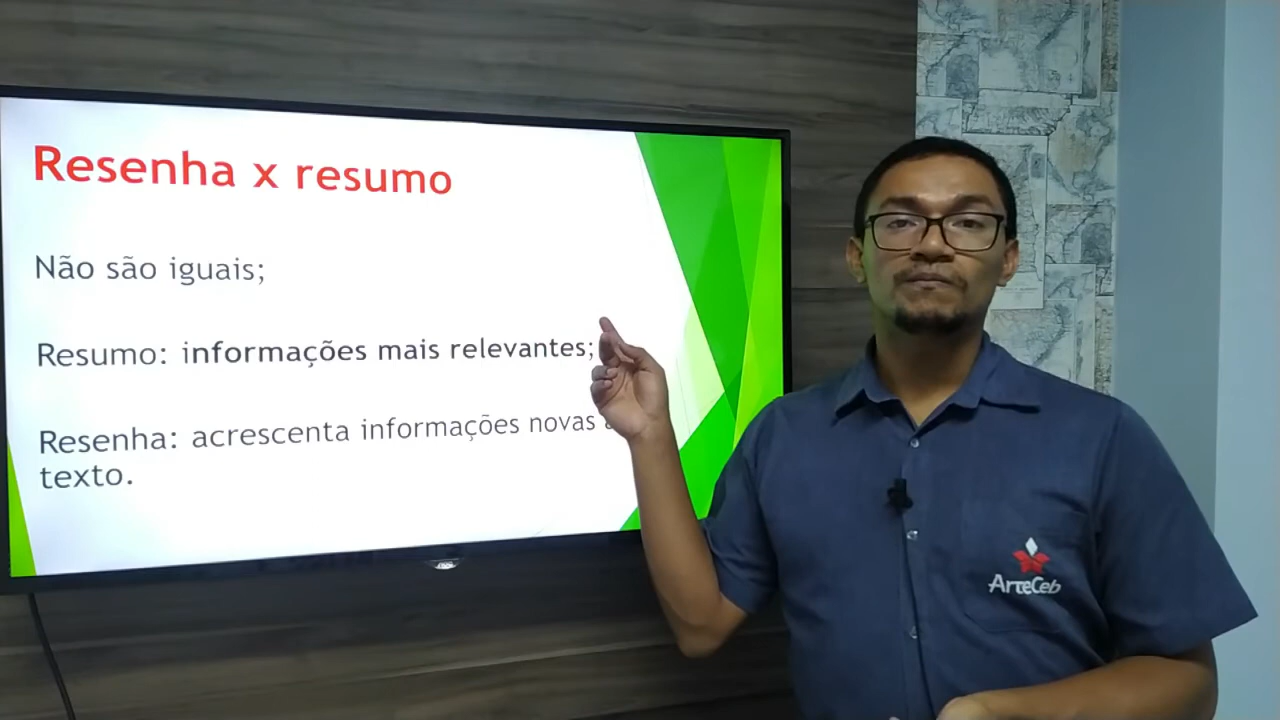 Resenha x resumo
Não são iguais;
Resumo: informações mais relevantes;
Resenha: acrescenta informações novas
texto.
ArteCeb